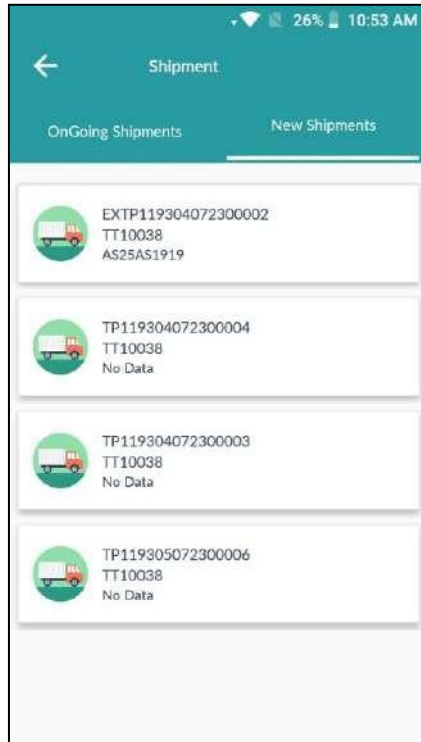 26% 10:53 AM
Shipment
OnGoing Shipments
New Shipments
EXTP119304072300002
TT10038
AS25AS1919
TP119304072300004
TT10038
No Data
TP119304072300003
TT10038
No Data
TP119305072300006
TT10038
No Data